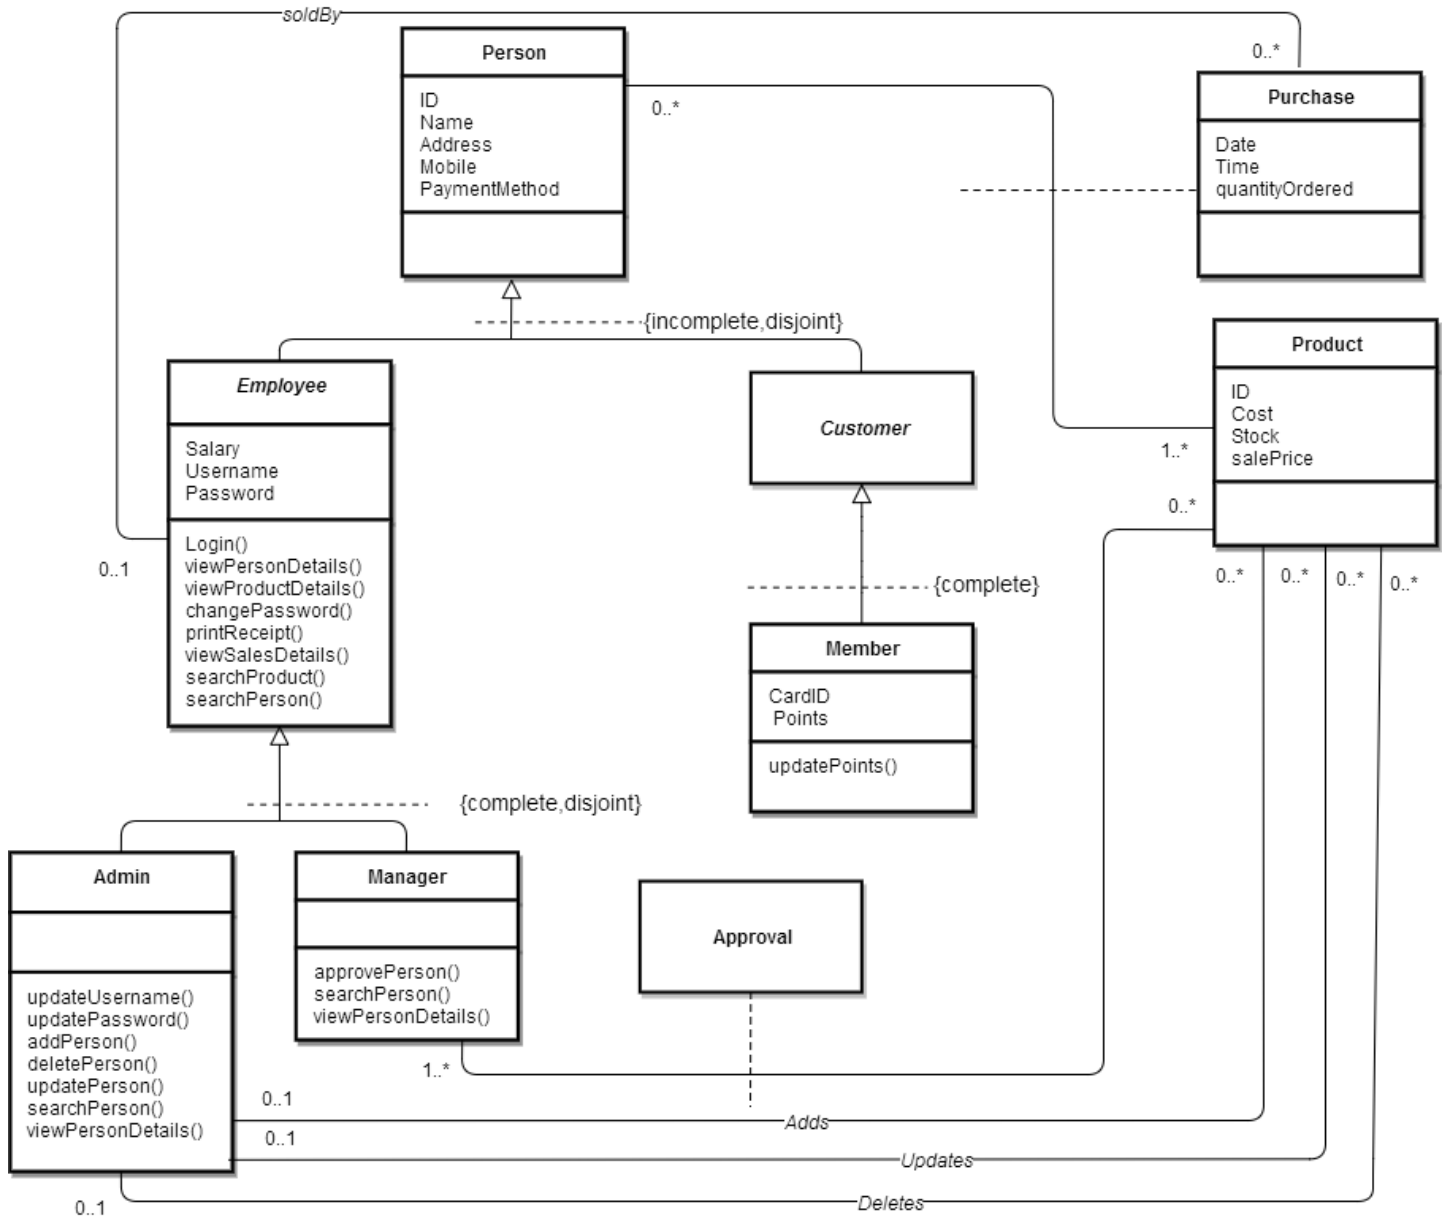 soldBy
Person
0..*
Purchase
ID
Name
Address
Mobile
PaymentMethod
0..*
Date
Time
quantityOrdered
{incomplete,disjoint}
Product
ID
Cost
Stock
salePrice
Employee
Salary
Username
Password
Login()
viewPersonDetails()
viewProductDetails()
changePassword()
printReceipt()
viewSalesDetails()
searchProduct()
searchPerson()
0..1
Customer
1..*
0..*
0..*
0..*
0..*
0..*
{complete}
Member
CardID
Points
updatePoints()
{complete,disjoint}
Admin
updateUsername()
updatePassword()
addPerson()
deletePerson()
updatePerson()
searchPerson()
viewPersonDetails()
Manager
approvePerson()
searchPerson()
viewPersonDetails()
Approval
1..*
0..1
Adds
0..1
Updates
0..1
Deletes